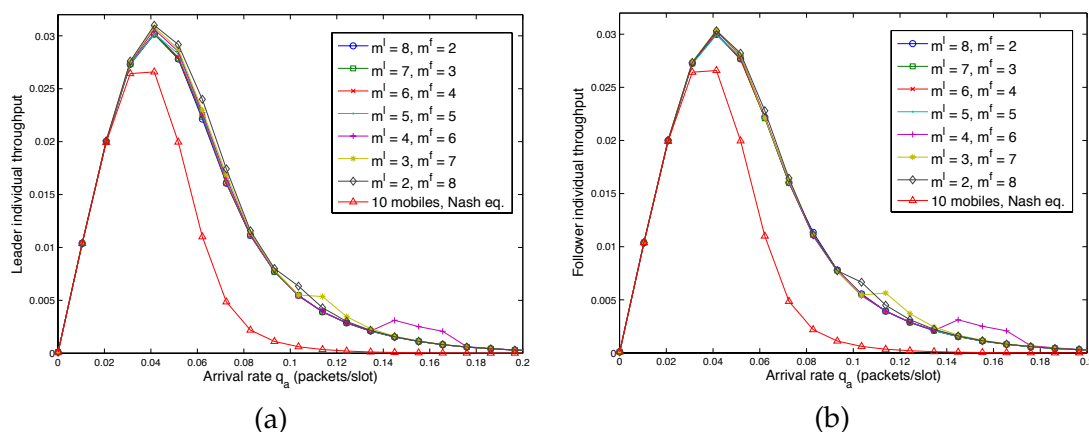 0.03
0.025
0.02
0.015
0.01
0.005
0
Leader individual throughput
m^l = 8, m^f = 2
m^l = 7, m^f = 3
m^l = 6, m^f = 4
m^l = 5, m^f = 5
m^l = 4, m^f = 6
m^l = 3, m^f = 7
m^l = 2, m^f = 8
10 mobiles, Nash eq.
0 0.02 0.04 0.06 0.08 0.1 0.12 0.14 0.16 0.18 0.2
Arrival rate q_a (packets/slot)
(a)
0.03
0.025
0.02
0.015
0.01
0.005
0
Follower individual throughput
m^l = 8, m^f = 2
m^l = 7, m^f = 3
m^l = 6, m^f = 4
m^l = 5, m^f = 5
m^l = 4, m^f = 6
m^l = 3, m^f = 7
m^l = 2, m^f = 8
10 mobiles, Nash eq.
0 0.02 0.04 0.06 0.08 0.1 0.12 0.14 0.16 0.18
Arrival rate q_a (packets/slot)
(b)